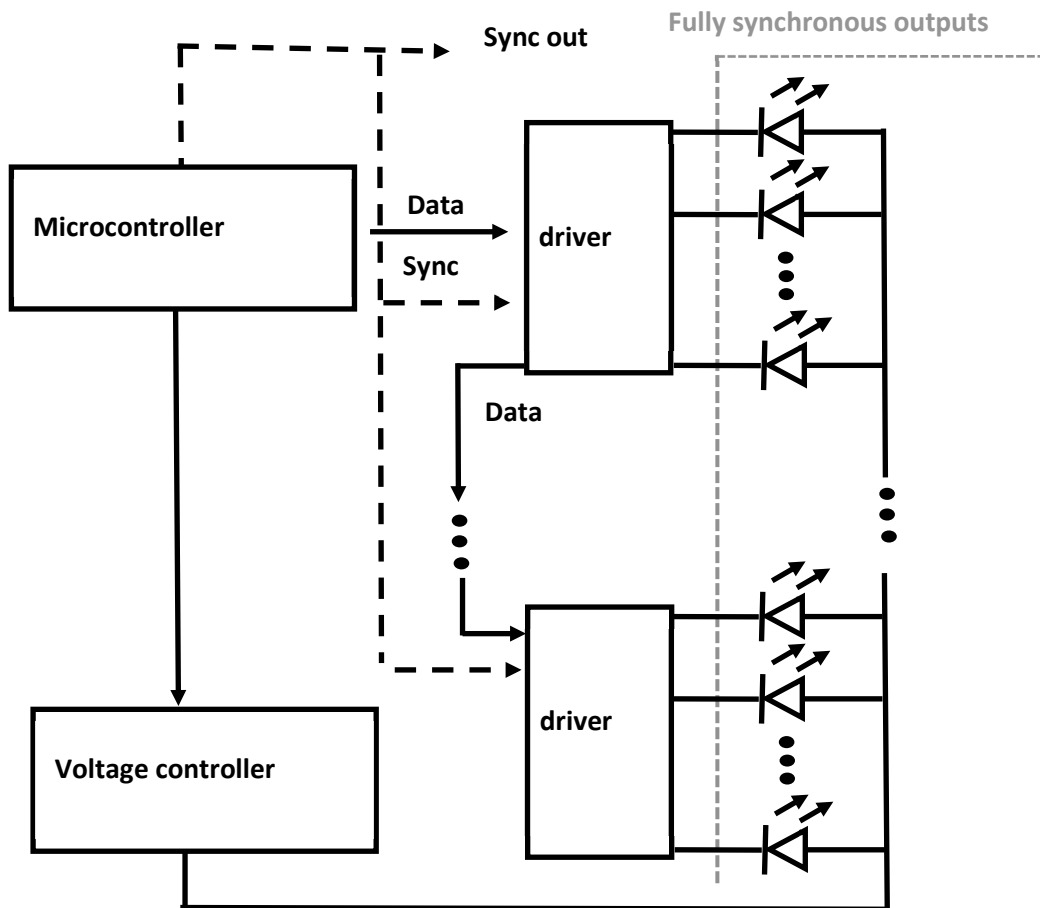 Fully synchronous outputs
Sync out
Microcontroller
Data
driver
Sync
Data
driver
Voltage controller